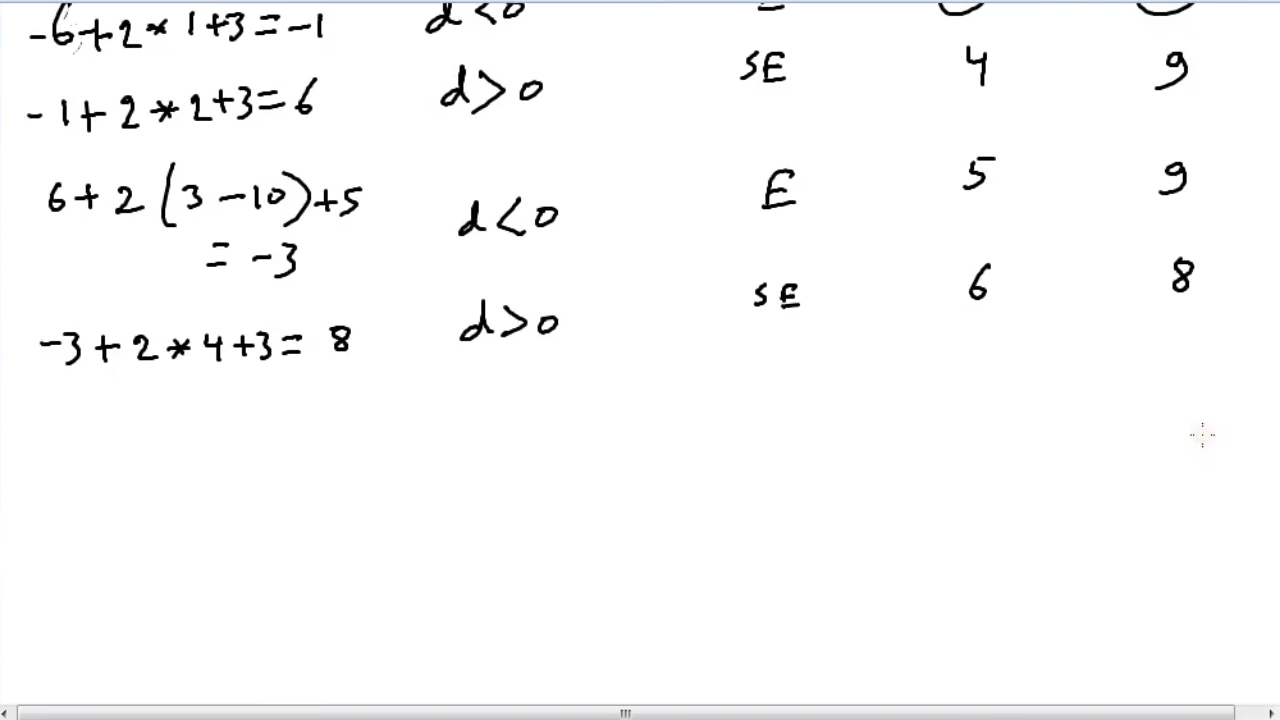 -6+2*1+3=-1 d<0
SE 4 9
-1+2*2+3=6 d>0
E 5 9
6+2(3-10)+5 d<0
=-3
SE 6 8
-3+2*4+3=8 d>0